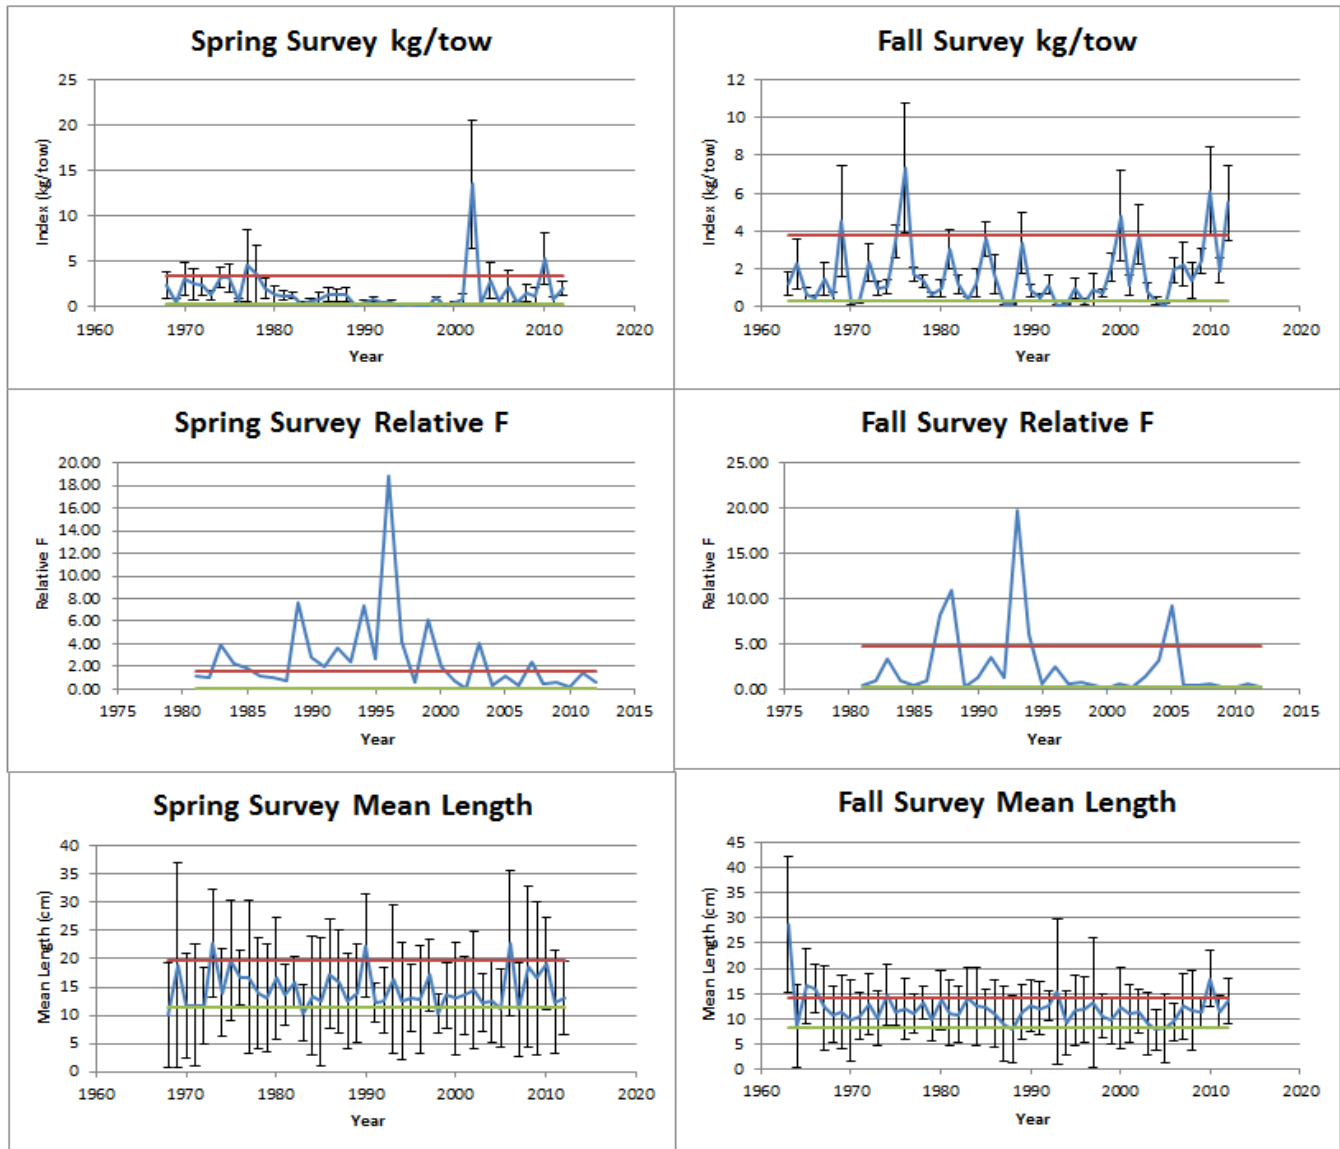 Spring Survey kg/tow
25
20
15
10
5
0
Index (kg/tow)
1960 1970 1980 1990 2000 2010 2020
Year
Fall Survey kg/tow
12
10
8
6
4
2
0
Index (kg/tow)
1960 1970 1980 1990 2000 2010 2020
Year
Spring Survey Relative F
20.00
18.00
16.00
14.00
12.00
10.00
8.00
6.00
4.00
2.00
0.00
Relative F
1975 1980 1985 1990 1995 2000 2005 2010 2015
Year
Fall Survey Relative F
25.00
20.00
15.00
10.00
5.00
0.00
Relative F
1975 1980 1985 1990 1995 2000 2005 2010 2015
Year
Spring Survey Mean Length
40
35
30
25
20
15
10
5
0
Mean Length (cm)
1960 1970 1980 1990 2000 2010 2020
Year
Fall Survey Mean Length
45
40
35
30
25
20
15
10
5
0
Mean Length (cm)
1960 1970 1980 1990 2000 2010 2020
Year